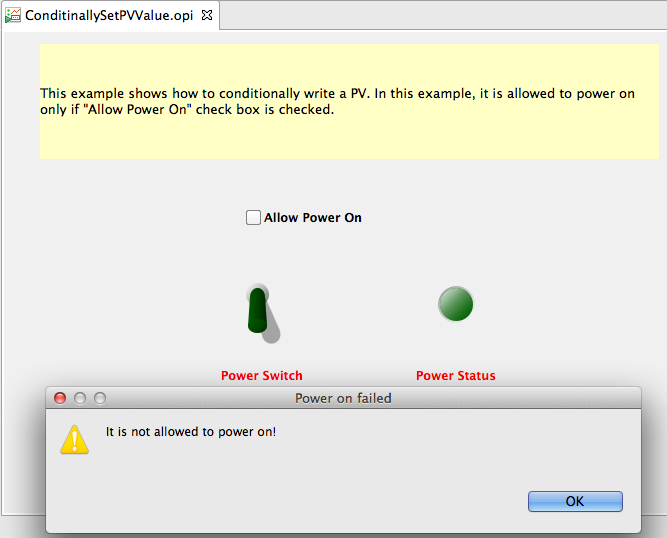 ConditinallySetPVValue.opi
This example shows how to conditionally write a PV. In this example, it is allowed to power on
only if "Allow Power On" check box is checked.
Allow Power On
Power Switch
Power Status
Power on failed
It is not allowed to power on!
OK